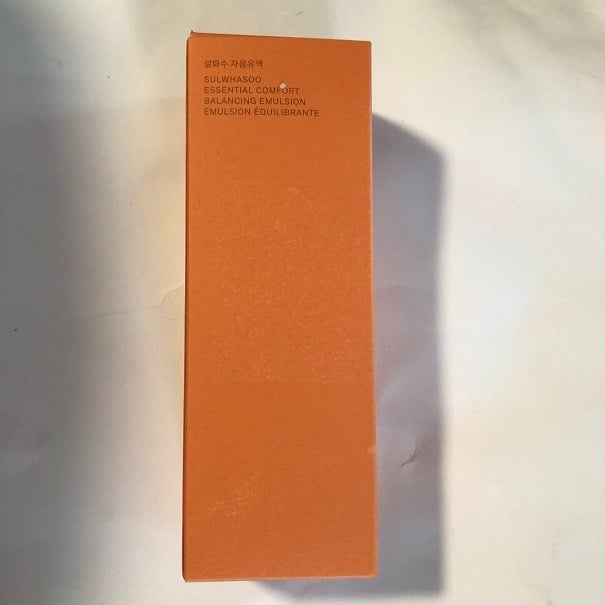 설화수 자음유액
SULWHASOO
ESSENTIAL COMFORT
BALANCING EMULSION
ÉMULSION ÉQUILIBRANTE